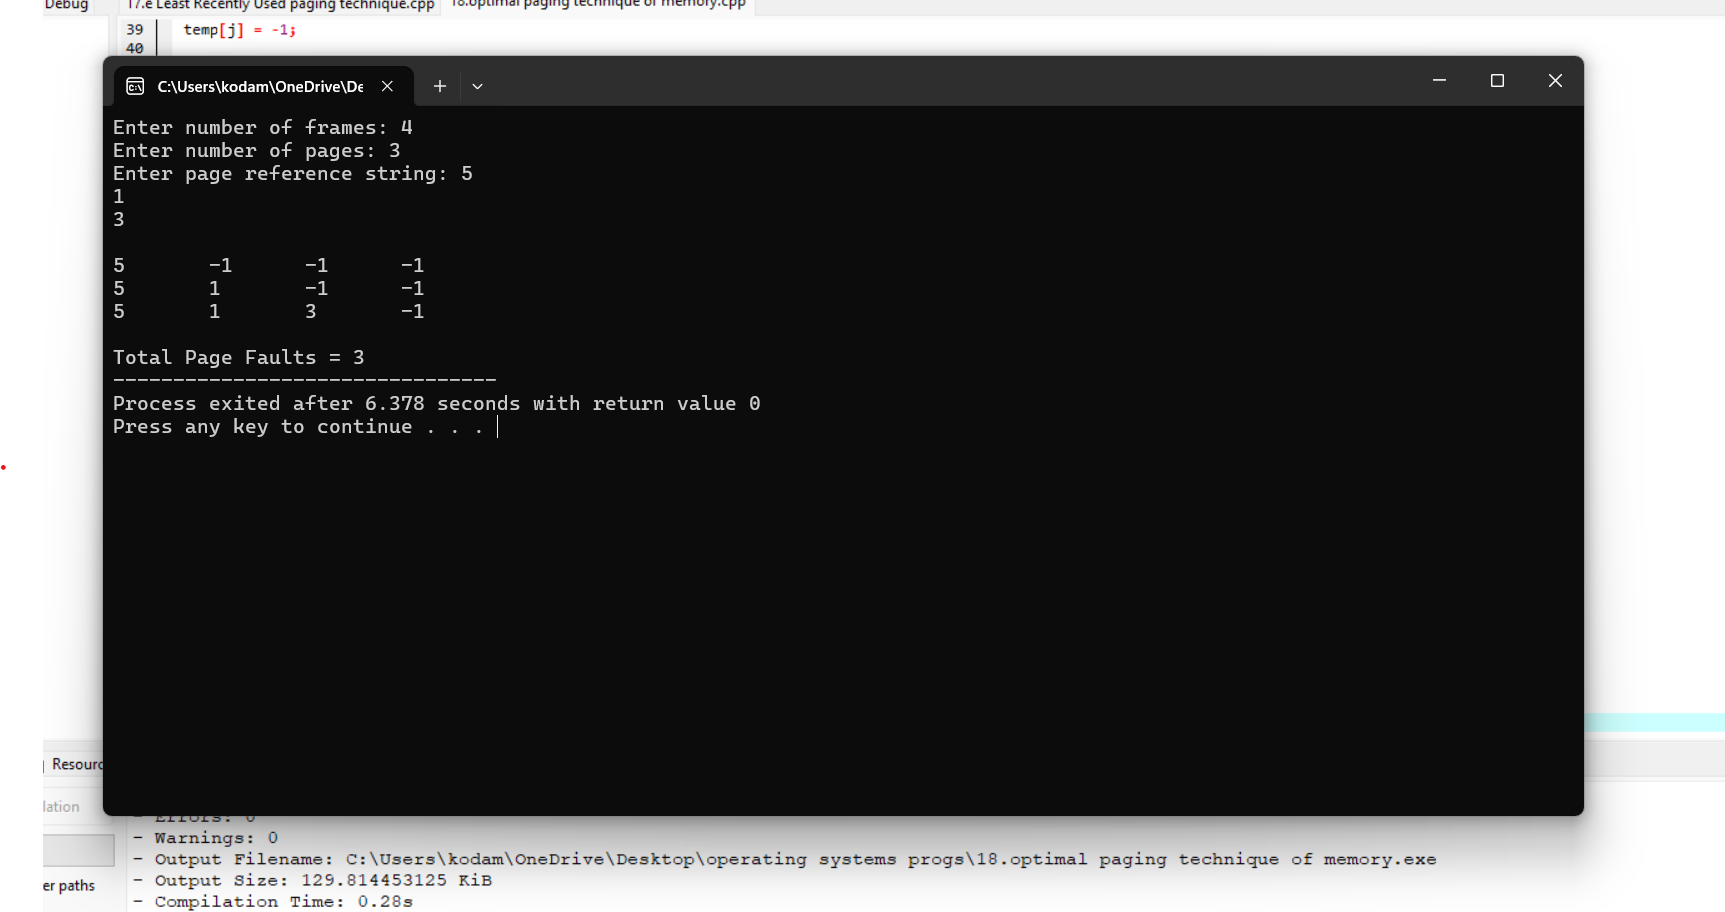 Debug
17.e Least Recently Used paging technique.cpp
18.optimal paging technique of memory.cpp
39 temp[j] = -1;
40
C:\Users\kodam\OneDrive\De
Enter number of frames: 4
Enter number of pages: 3
Enter page reference string: 5
1
3
5 -1 -1 -1
5 1 -1 -1
5 1 3 -1
Total Page Faults = 3
--------------------------------
Process exited after 6.378 seconds with return value 0
Press any key to continue . . .
Resourc
lation
er paths
- Errors: 0
- Warnings: 0
- Output Filename: C:\Users\kodam\OneDrive\Desktop\operating systems progs\18.optimal paging technique of memory.exe
- Output Size: 129.814453125 KiB
- Compilation Time: 0.28s